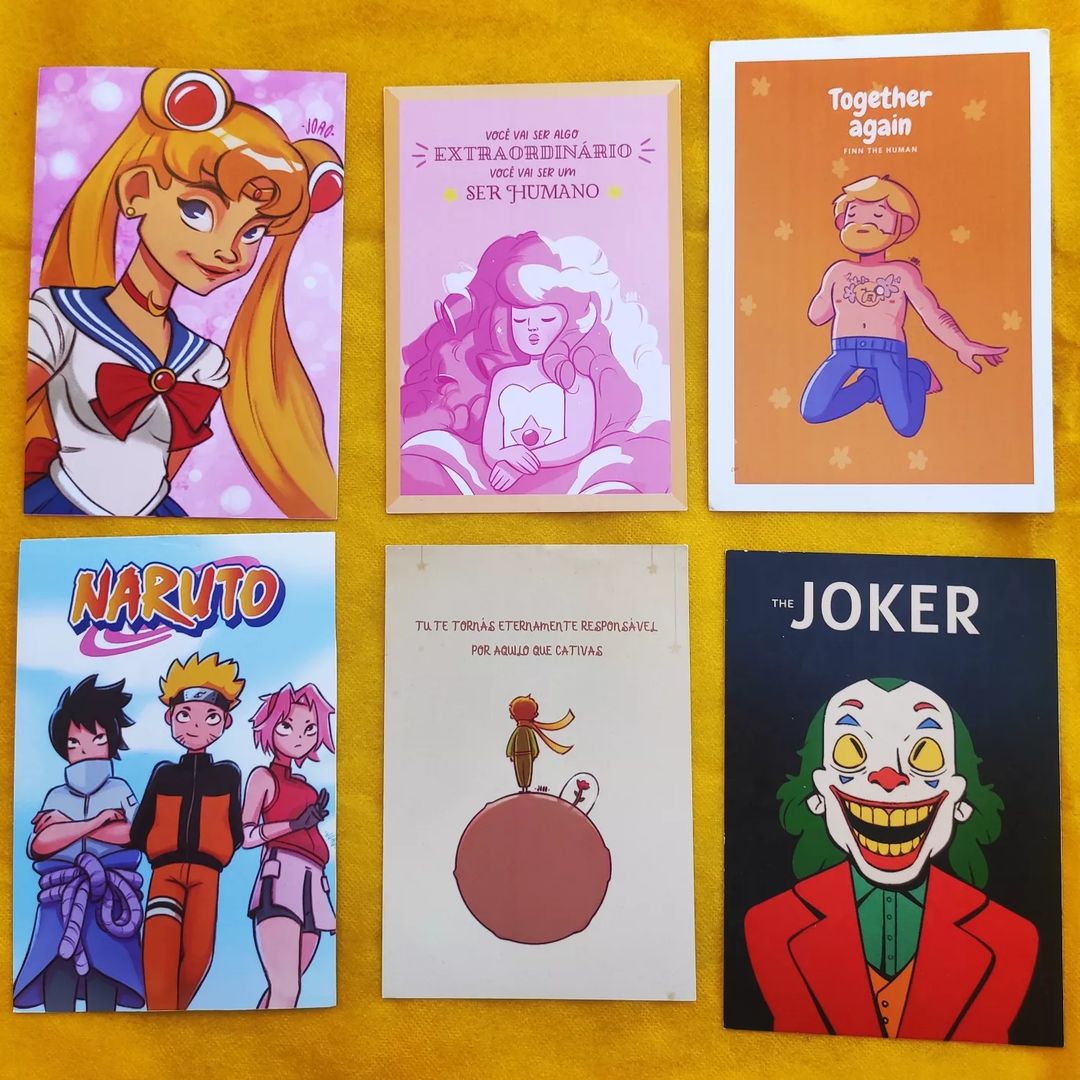 -JOAO-
VOCÊ VAI SER ALGO
EXTRAORDINÁRIO
VOCÊ VAI SER UM
SER HUMANO
Together
again
FINN THE HUMAN
NARUTO
TU TE TORNÁS ETERNAMENTE RESPONSÁVEL
POR AQUILO QUE CATIVAS
THE JOKER